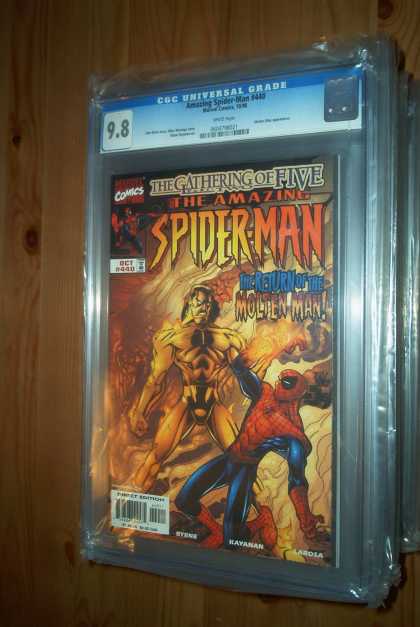 CGC UNIVERSAL GRADE
9.8
Amazing Spider-Man #440
Marvel Comics, 10/98
WHITE Pages
MARVEL
COMICS
THE GATHERING OF FIVE
THE AMAZING
SPIDER-MAN
OCT
#440
THE RETURN OF THE
MOLTEN MAN!
DIRECT EDITION
BYRNE
KAYANAN
LAROSA